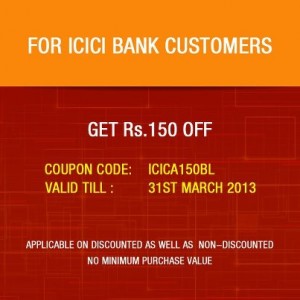 FOR ICICI BANK CUSTOMERS
GET Rs.150 OFF
COUPON CODE: ICICA150BL
VALID TILL : 31ST MARCH 2013
APPLICABLE ON DISCOUNTED AS WELL AS NON-DISCOUNTED
NO MINIMUM PURCHASE VALUE